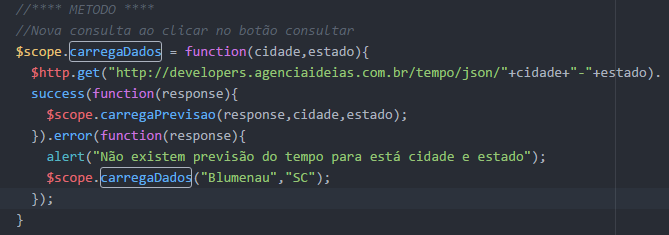 //**** METODO ****
//Nova consulta ao clicar no botão consultar
$scope.carregaDados = function(cidade,estado){
$http.get("http://developers.agenciaideias.com.br/tempo/json/"+cidade+"-"+estado).
success(function(response){
$scope.carregaPrevisao(response,cidade,estado);
}).error(function(response){
alert("Não existem previsão do tempo para está cidade e estado");
$scope.carregaDados("Blumenau","SC");
});
}